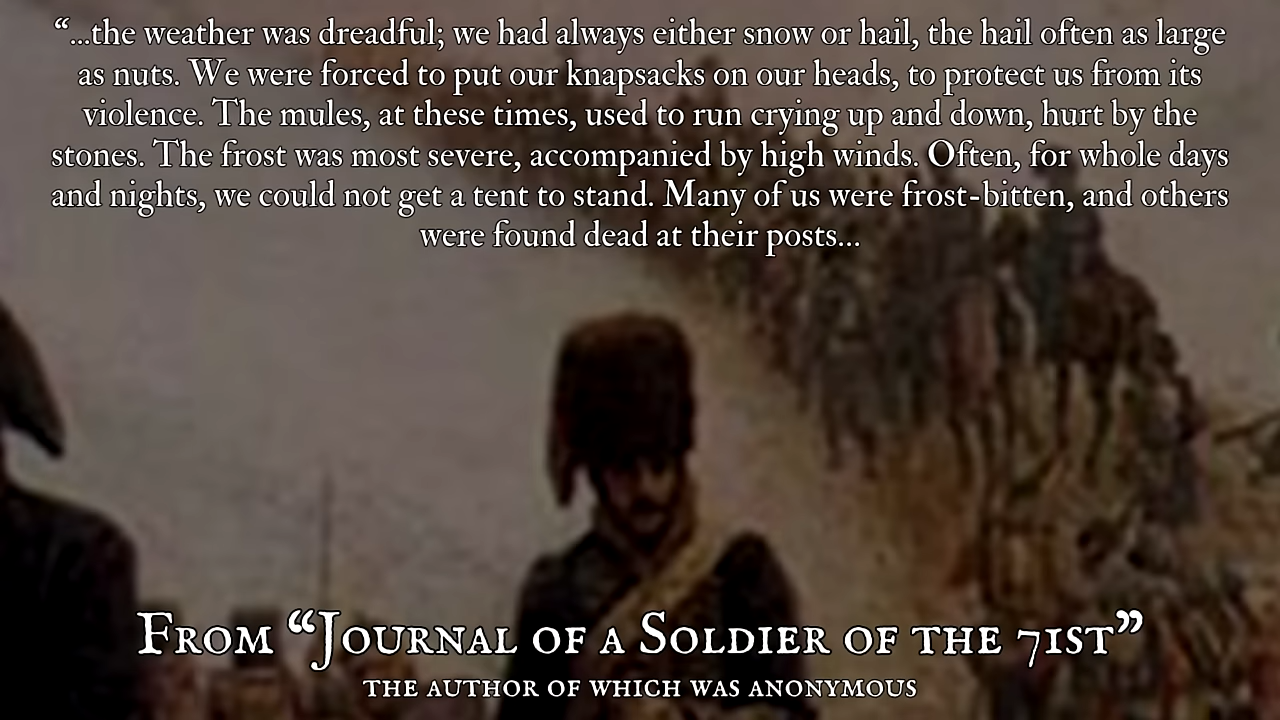 “...the weather was dreadful; we had always either snow or hail, the hail often as large
as nuts. We were forced to put our knapsacks on our heads, to protect us from its
violence. The mules, at these times, used to run crying up and down, hurt by the
stones. The frost was most severe, accompanied by high winds. Often, for whole days
and nights, we could not get a tent to stand. Many of us were frost-bitten, and others
were found dead at their posts...
From “Journal of a Soldier of the 71st”
the author of which was anonymous